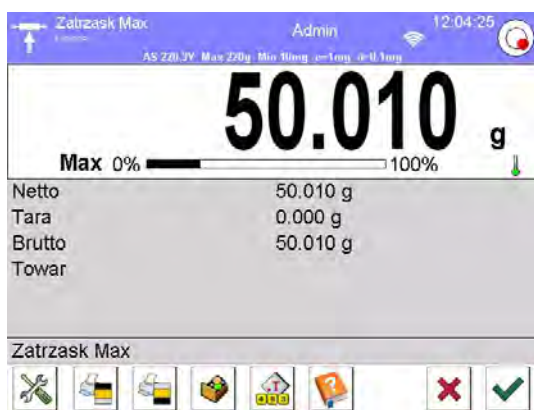 Zatrzask Max
Admin
12:04:25
AS 220.3Y Max 220g Min 10mg e=1mg d=0.1mg
50.010 g
Max 0% 100%
Netto 50.010 g
Tara 0.000 g
Brutto 50.010 g
Towar
Zatrzask Max